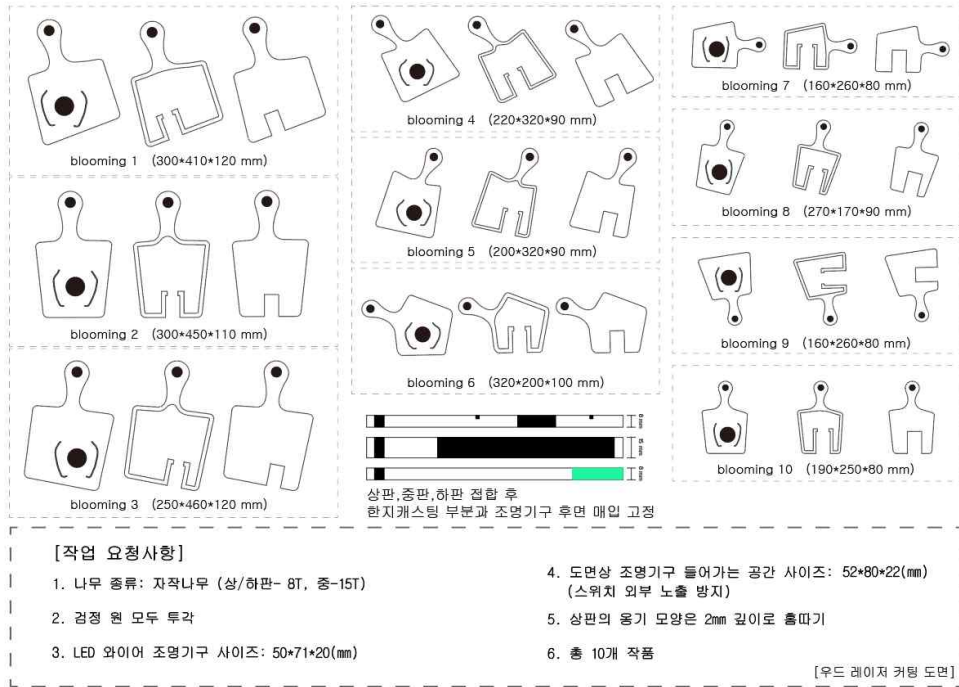 blooming 1 (300*410*120 mm)
blooming 2 (300*450*110 mm)
blooming 3 (250*460*120 mm)
blooming 4 (220*320*90 mm)
blooming 5 (200*320*90 mm)
blooming 6 (320*200*100 mm)
8 mm
15 mm
8 mm
상판,중판,하판 접합 후
한지캐스팅 부분과 조명기구 후면 매입 고정
blooming 7 (160*260*80 mm)
blooming 8 (270*170*90 mm)
blooming 9 (160*260*80 mm)
blooming 10 (190*250*80 mm)
[작업 요청사항]
1. 나무 종류: 자작나무 (상/하판- 8T, 중-15T)
2. 검정 원 모두 투각
3. LED 와이어 조명기구 사이즈: 50*71*20(mm)
4. 도면상 조명기구 들어가는 공간 사이즈: 52*80*22(mm)
(스위치 외부 노출 방지)
5. 상판의 옹기 모양은 2mm 깊이로 홈따기
6. 총 10개 작품
[우드 레이저 커팅 도면]